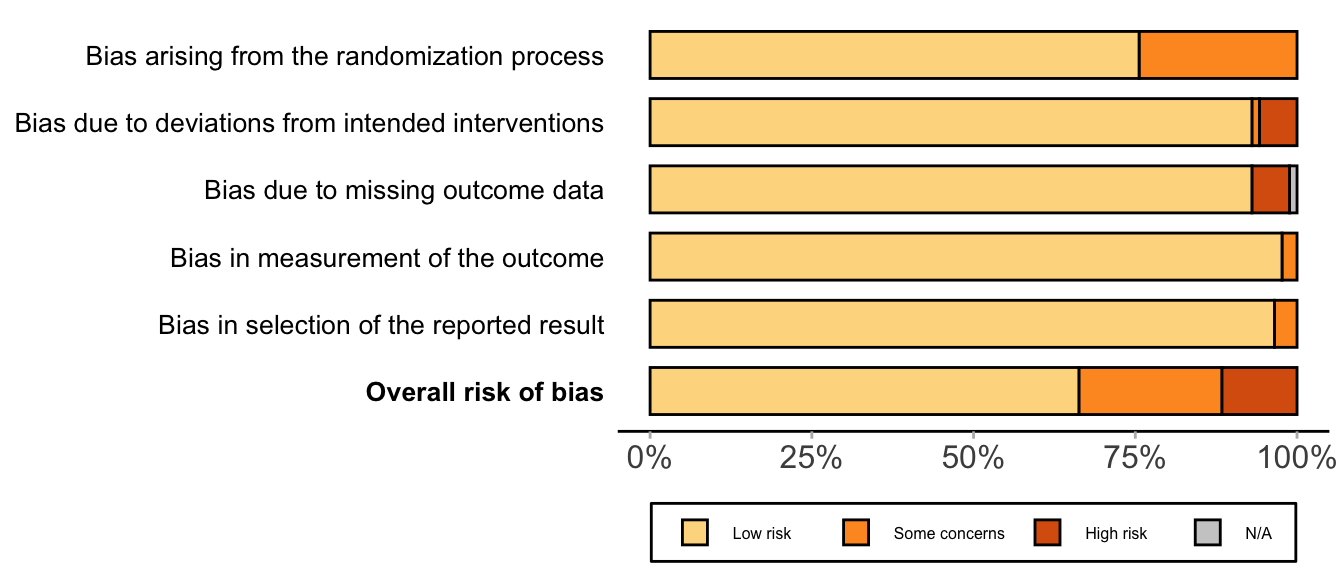 Bias arising from the randomization process
Bias due to deviations from intended interventions
Bias due to missing outcome data
Bias in measurement of the outcome
Bias in selection of the reported result
Overall risk of bias
0% 25% 50% 75% 100%
Low risk Some concerns High risk N/A